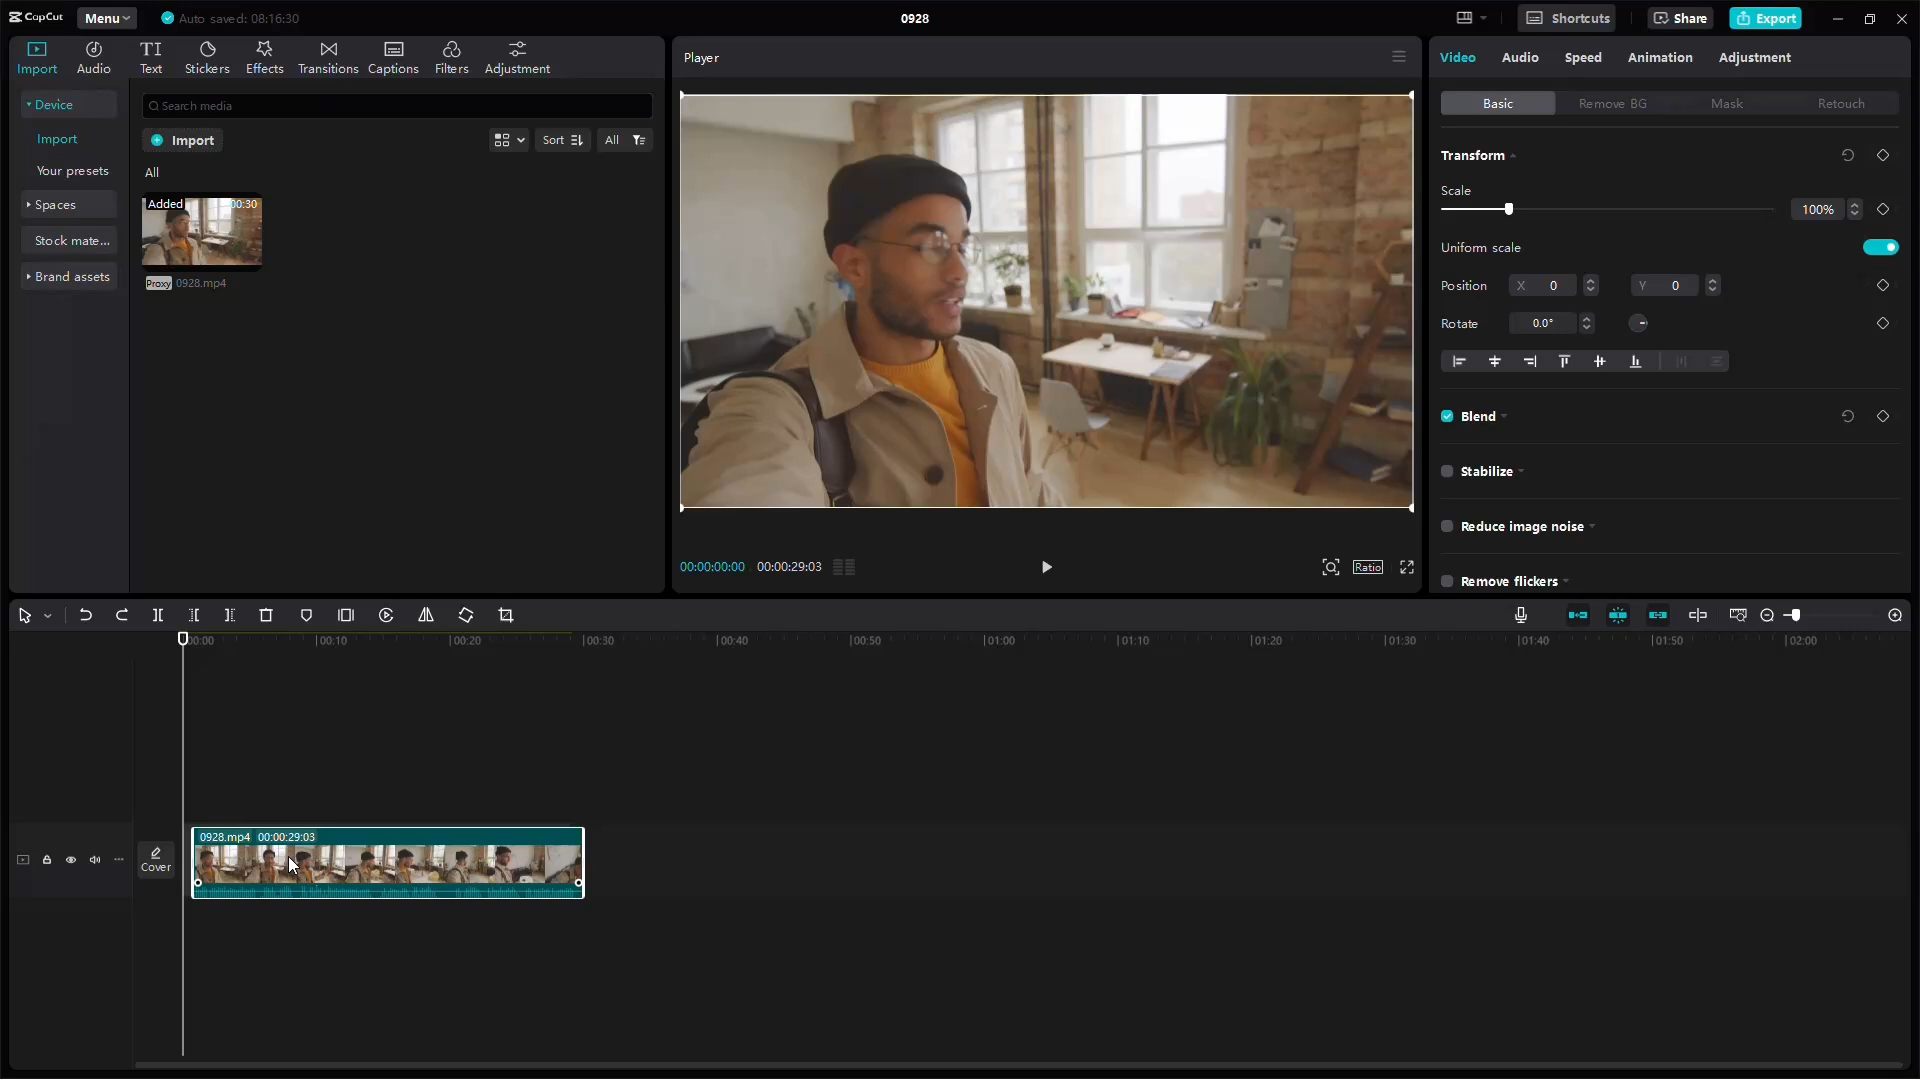 CapCut
Menu
Auto saved: 08:16:30
0928
Shortcuts
Share
Export
Import
Audio
TI
Text
Stickers
Effects
Transitions
Captions
Filters
Adjustment
Device
Import
Your presets
Spaces
Stock mate...
Brand assets
Search media
Import
Sort
All
All
Added
00:30
Proxy
0928.mp4
Player
00:00:00:00
00:00:29:03
Ratio
Video
Audio
Speed
Animation
Adjustment
Basic
Remove BG
Mask
Retouch
Transform
Scale
100%
Uniform scale
Position
X 0
Y 0
Rotate
0.0°
Blend
Stabilize
Reduce image noise
Remove flickers
00:00
00:10
00:20
00:30
00:40
00:50
01:00
01:10
01:20
01:30
01:40
01:50
02:00
Cover
0928.mp4 00:00:29:03